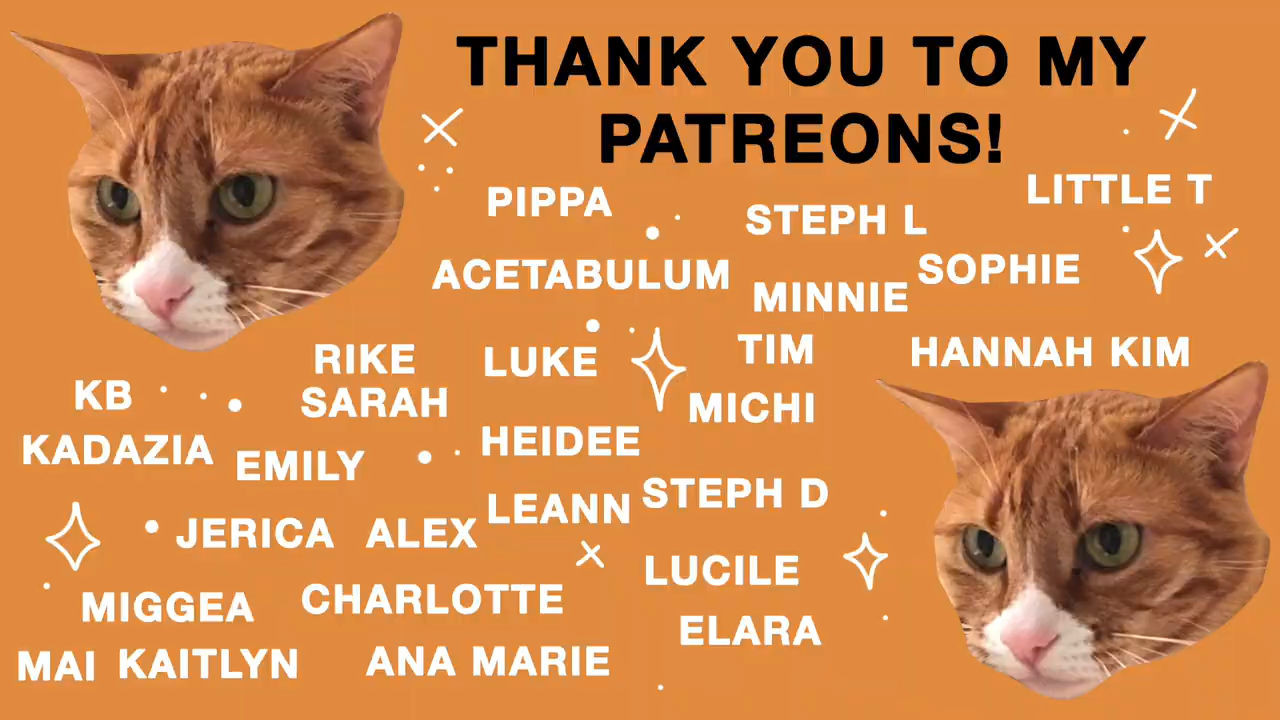 THANK YOU TO MY
PATREONS!
PIPPA
STEPH L
LITTLE T
ACETABULUM
MINNIE
SOPHIE
RIKE
LUKE
TIM
HANNAH KIM
KB
SARAH
MICHI
KADAZIA
EMILY
HEIDEE
LEANN
STEPH D
JERICA
ALEX
LUCILE
MIGGEA
CHARLOTTE
ELARA
MAI
KAITLYN
ANA MARIE